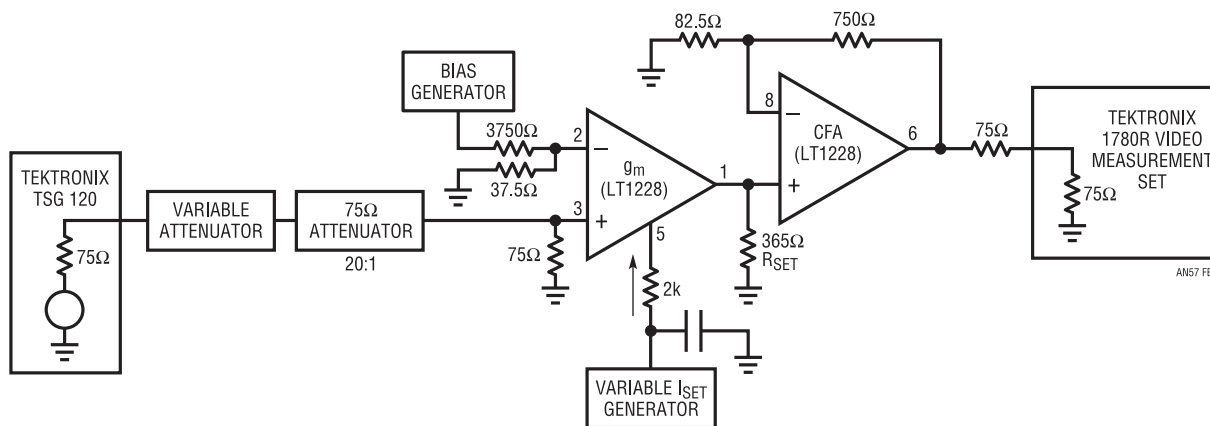 82.5Ω
750Ω
BIAS
GENERATOR
3750Ω
37.5Ω
2
−
gm
(LT1228)
3
+
1
5
8
−
CFA
(LT1228)
+
6
75Ω
TEKTRONIX
1780R VIDEO
MEASUREMENT
SET
75Ω
TEKTRONIX
TSG 120
75Ω
VARIABLE
ATTENUATOR
75Ω
ATTENUATOR
20:1
75Ω
365Ω
RSET
2k
VARIABLE ISET
GENERATOR
AN57